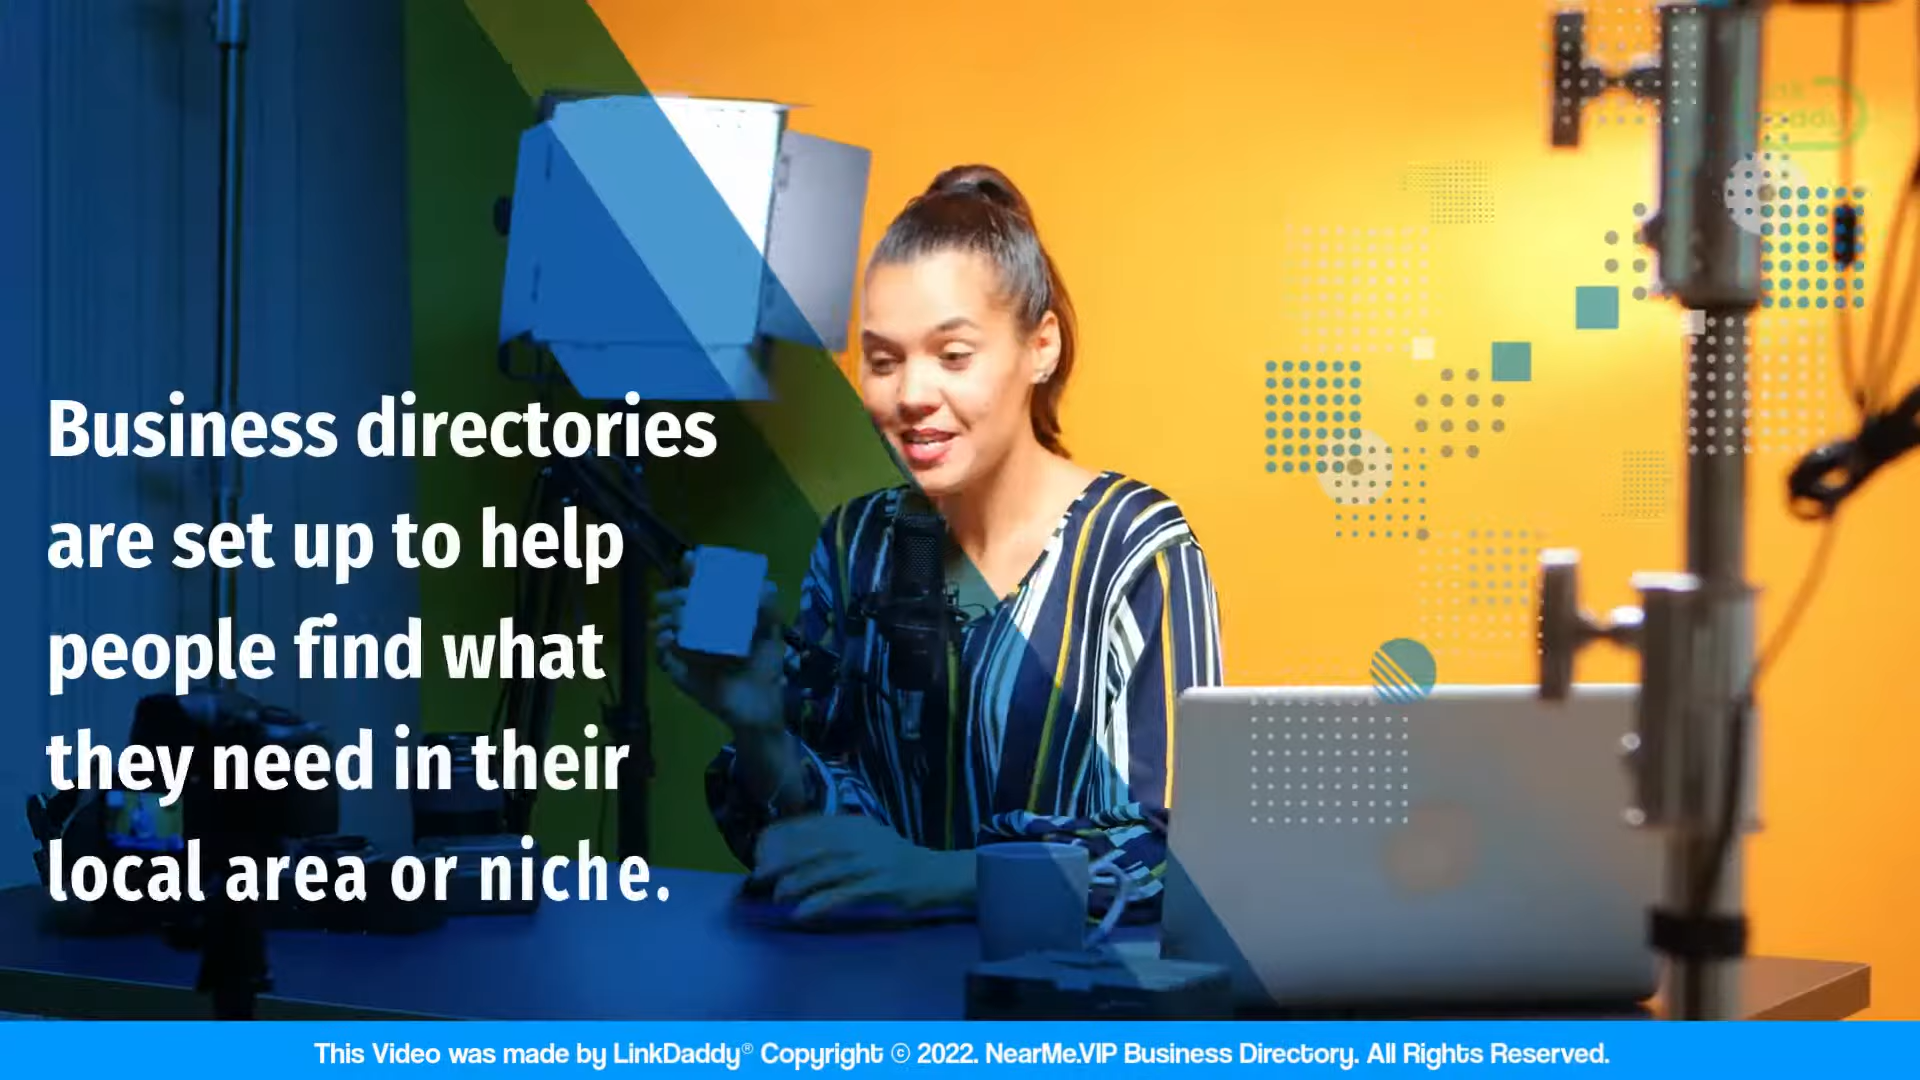 Business directories
are set up to help
people find what
they need in their
local area or niche.
This Video was made by LinkDaddy® Copyright © 2022. NearMe.VIP Business Directory. All Rights Reserved.